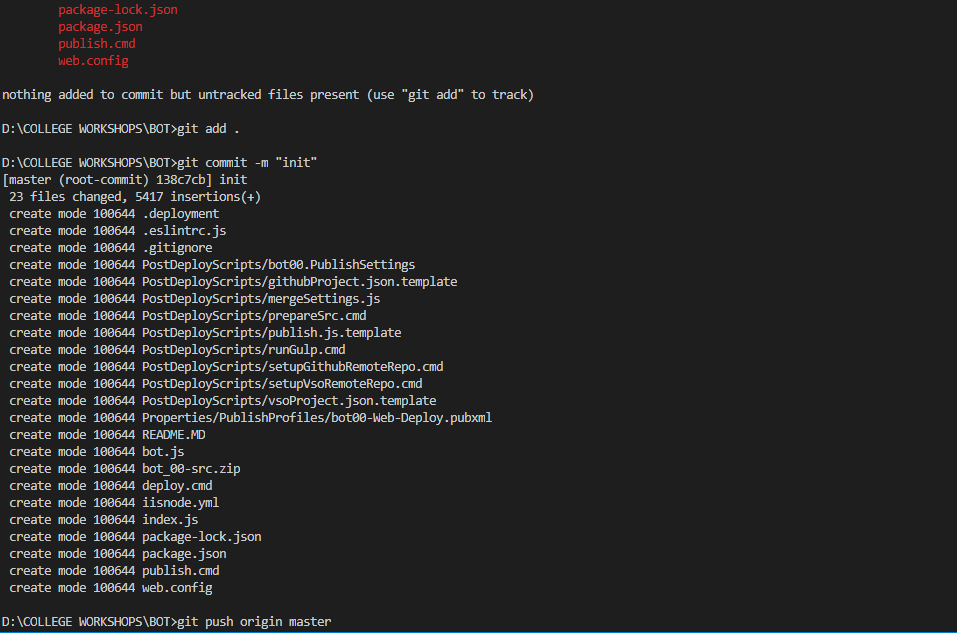 package-lock.json
package.json
publish.cmd
web.config
nothing added to commit but untracked files present (use "git add" to track)
D:\COLLEGE WORKSHOPS\BOT>git add .
D:\COLLEGE WORKSHOPS\BOT>git commit -m "init"
[master (root-commit) 138c7cb] init
23 files changed, 5417 insertions(+)
create mode 100644 .deployment
create mode 100644 .eslintrc.js
create mode 100644 .gitignore
create mode 100644 PostDeployScripts/bot00.PublishSettings
create mode 100644 PostDeployScripts/githubProject.json.template
create mode 100644 PostDeployScripts/mergeSettings.js
create mode 100644 PostDeployScripts/prepareSrc.cmd
create mode 100644 PostDeployScripts/publish.js.template
create mode 100644 PostDeployScripts/runGulp.cmd
create mode 100644 PostDeployScripts/setupGithubRemoteRepo.cmd
create mode 100644 PostDeployScripts/setupVsoRemoteRepo.cmd
create mode 100644 PostDeployScripts/vsoProject.json.template
create mode 100644 Properties/PublishProfiles/bot00-Web-Deploy.pubxml
create mode 100644 README.MD
create mode 100644 bot.js
create mode 100644 bot_00-src.zip
create mode 100644 deploy.cmd
create mode 100644 iisnode.yml
create mode 100644 index.js
create mode 100644 package-lock.json
create mode 100644 package.json
create mode 100644 publish.cmd
create mode 100644 web.config
D:\COLLEGE WORKSHOPS\BOT>git push origin master